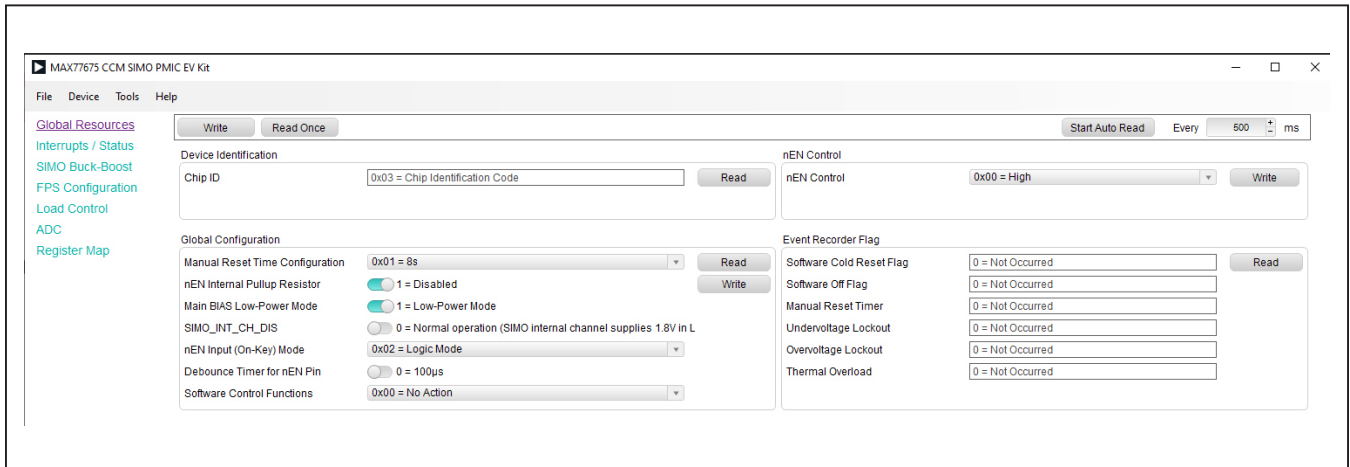 MAX77675 CCM SIMO PMIC EV Kit
File Device Tools Help
Global Resources
Interrupts / Status
SIMO Buck-Boost
FPS Configuration
Load Control
ADC
Register Map
Write Read Once Start Auto Read Every 500 ms
Device Identification
Chip ID 0x03 = Chip Identification Code Read
nEN Control
nEN Control 0x00 = High Write
Global Configuration
Manual Reset Time Configuration 0x01 = 8s Read
nEN Internal Pullup Resistor 1 = Disabled Write
Main BIAS Low-Power Mode 1 = Low-Power Mode
SIMO_INT_CH_DIS 0 = Normal operation (SIMO internal channel supplies 1.8V in L
nEN Input (On-Key) Mode 0x02 = Logic Mode
Debounce Timer for nEN Pin 0 = 100µs
Software Control Functions 0x00 = No Action
Event Recorder Flag
Software Cold Reset Flag 0 = Not Occurred Read
Software Off Flag 0 = Not Occurred
Manual Reset Timer 0 = Not Occurred
Undervoltage Lockout 0 = Not Occurred
Overvoltage Lockout 0 = Not Occurred
Thermal Overload 0 = Not Occurred